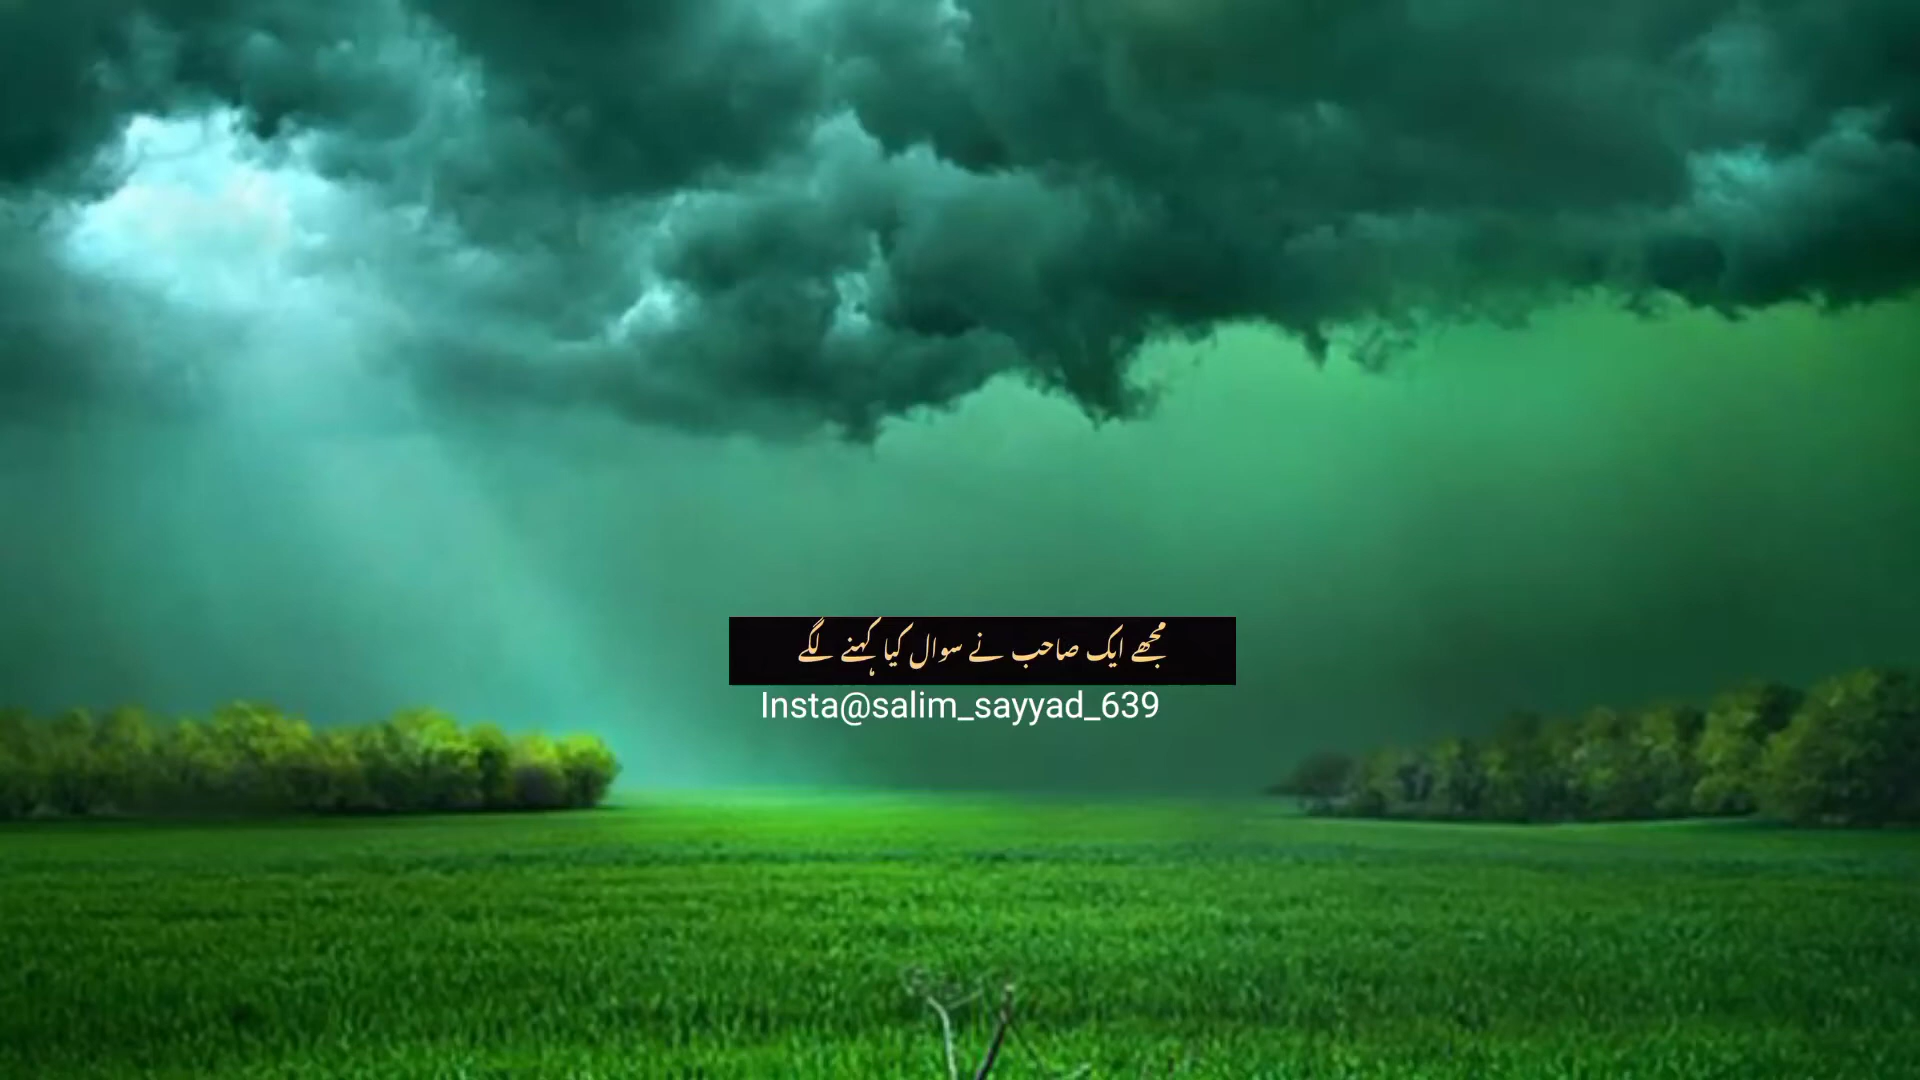 مجھے ایک صاحب نے سوال کیا کہنے لگے
Insta@salim_sayyad_639